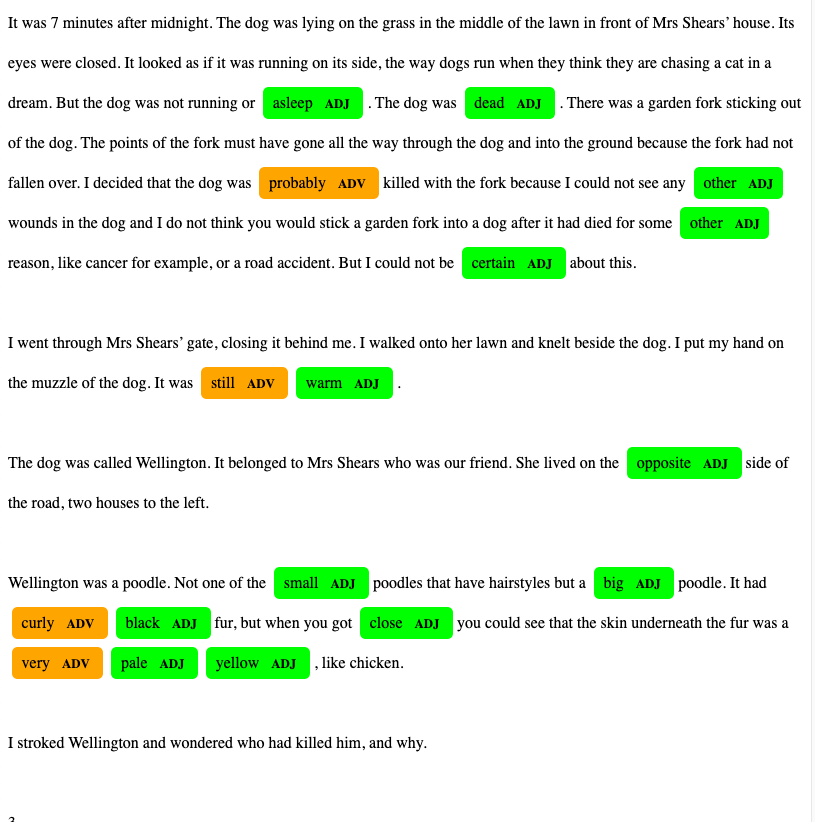 It was 7 minutes after midnight. The dog was lying on the grass in the middle of the lawn in front of Mrs Shears’ house. Its
eyes were closed. It looked as if it was running on its side, the way dogs run when they think they are chasing a cat in a
dream. But the dog was not running or asleep ADJ . The dog was dead ADJ . There was a garden fork sticking out
of the dog. The points of the fork must have gone all the way through the dog and into the ground because the fork had not
fallen over. I decided that the dog was probably ADV killed with the fork because I could not see any other ADJ
wounds in the dog and I do not think you would stick a garden fork into a dog after it had died for some other ADJ
reason, like cancer for example, or a road accident. But I could not be certain ADJ about this.
I went through Mrs Shears’ gate, closing it behind me. I walked onto her lawn and knelt beside the dog. I put my hand on
the muzzle of the dog. It was still ADV warm ADJ .
The dog was called Wellington. It belonged to Mrs Shears who was our friend. She lived on the opposite ADJ side of
the road, two houses to the left.
Wellington was a poodle. Not one of the small ADJ poodles that have hairstyles but a big ADJ poodle. It had
curly ADV black ADJ fur, but when you got close ADJ you could see that the skin underneath the fur was a
very ADV pale ADJ yellow ADJ , like chicken.
I stroked Wellington and wondered who had killed him, and why.